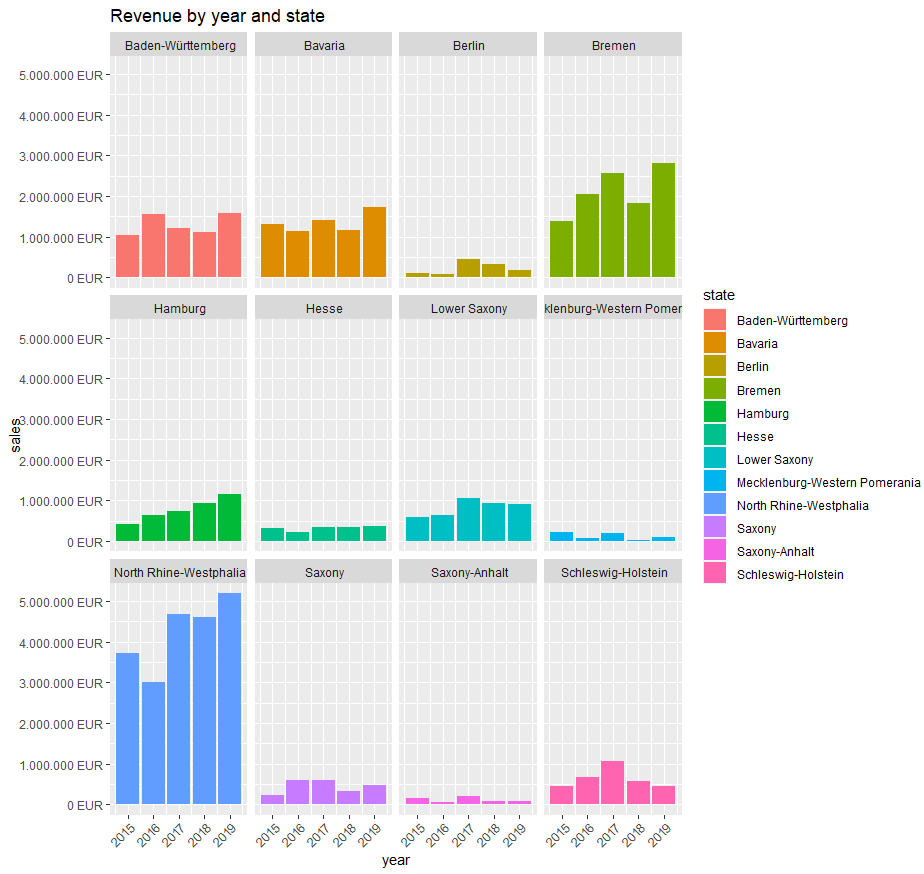 Revenue by year and state
Baden-Württemberg
Bavaria
Berlin
Bremen
5.000.000 EUR
4.000.000 EUR
3.000.000 EUR
2.000.000 EUR
1.000.000 EUR
0 EUR
Hamburg
Hesse
Lower Saxony
klenburg-Western Pomer
5.000.000 EUR
4.000.000 EUR
3.000.000 EUR
2.000.000 EUR
1.000.000 EUR
0 EUR
North Rhine-Westphalia
Saxony
Saxony-Anhalt
Schleswig-Holstein
5.000.000 EUR
4.000.000 EUR
3.000.000 EUR
2.000.000 EUR
1.000.000 EUR
0 EUR
2015 2016 2017 2018 2019
2015 2016 2017 2018 2019
2015 2016 2017 2018 2019
2015 2016 2017 2018 2019
year
sales
state
Baden-Württemberg
Bavaria
Berlin
Bremen
Hamburg
Hesse
Lower Saxony
Mecklenburg-Western Pomerania
North Rhine-Westphalia
Saxony
Saxony-Anhalt
Schleswig-Holstein